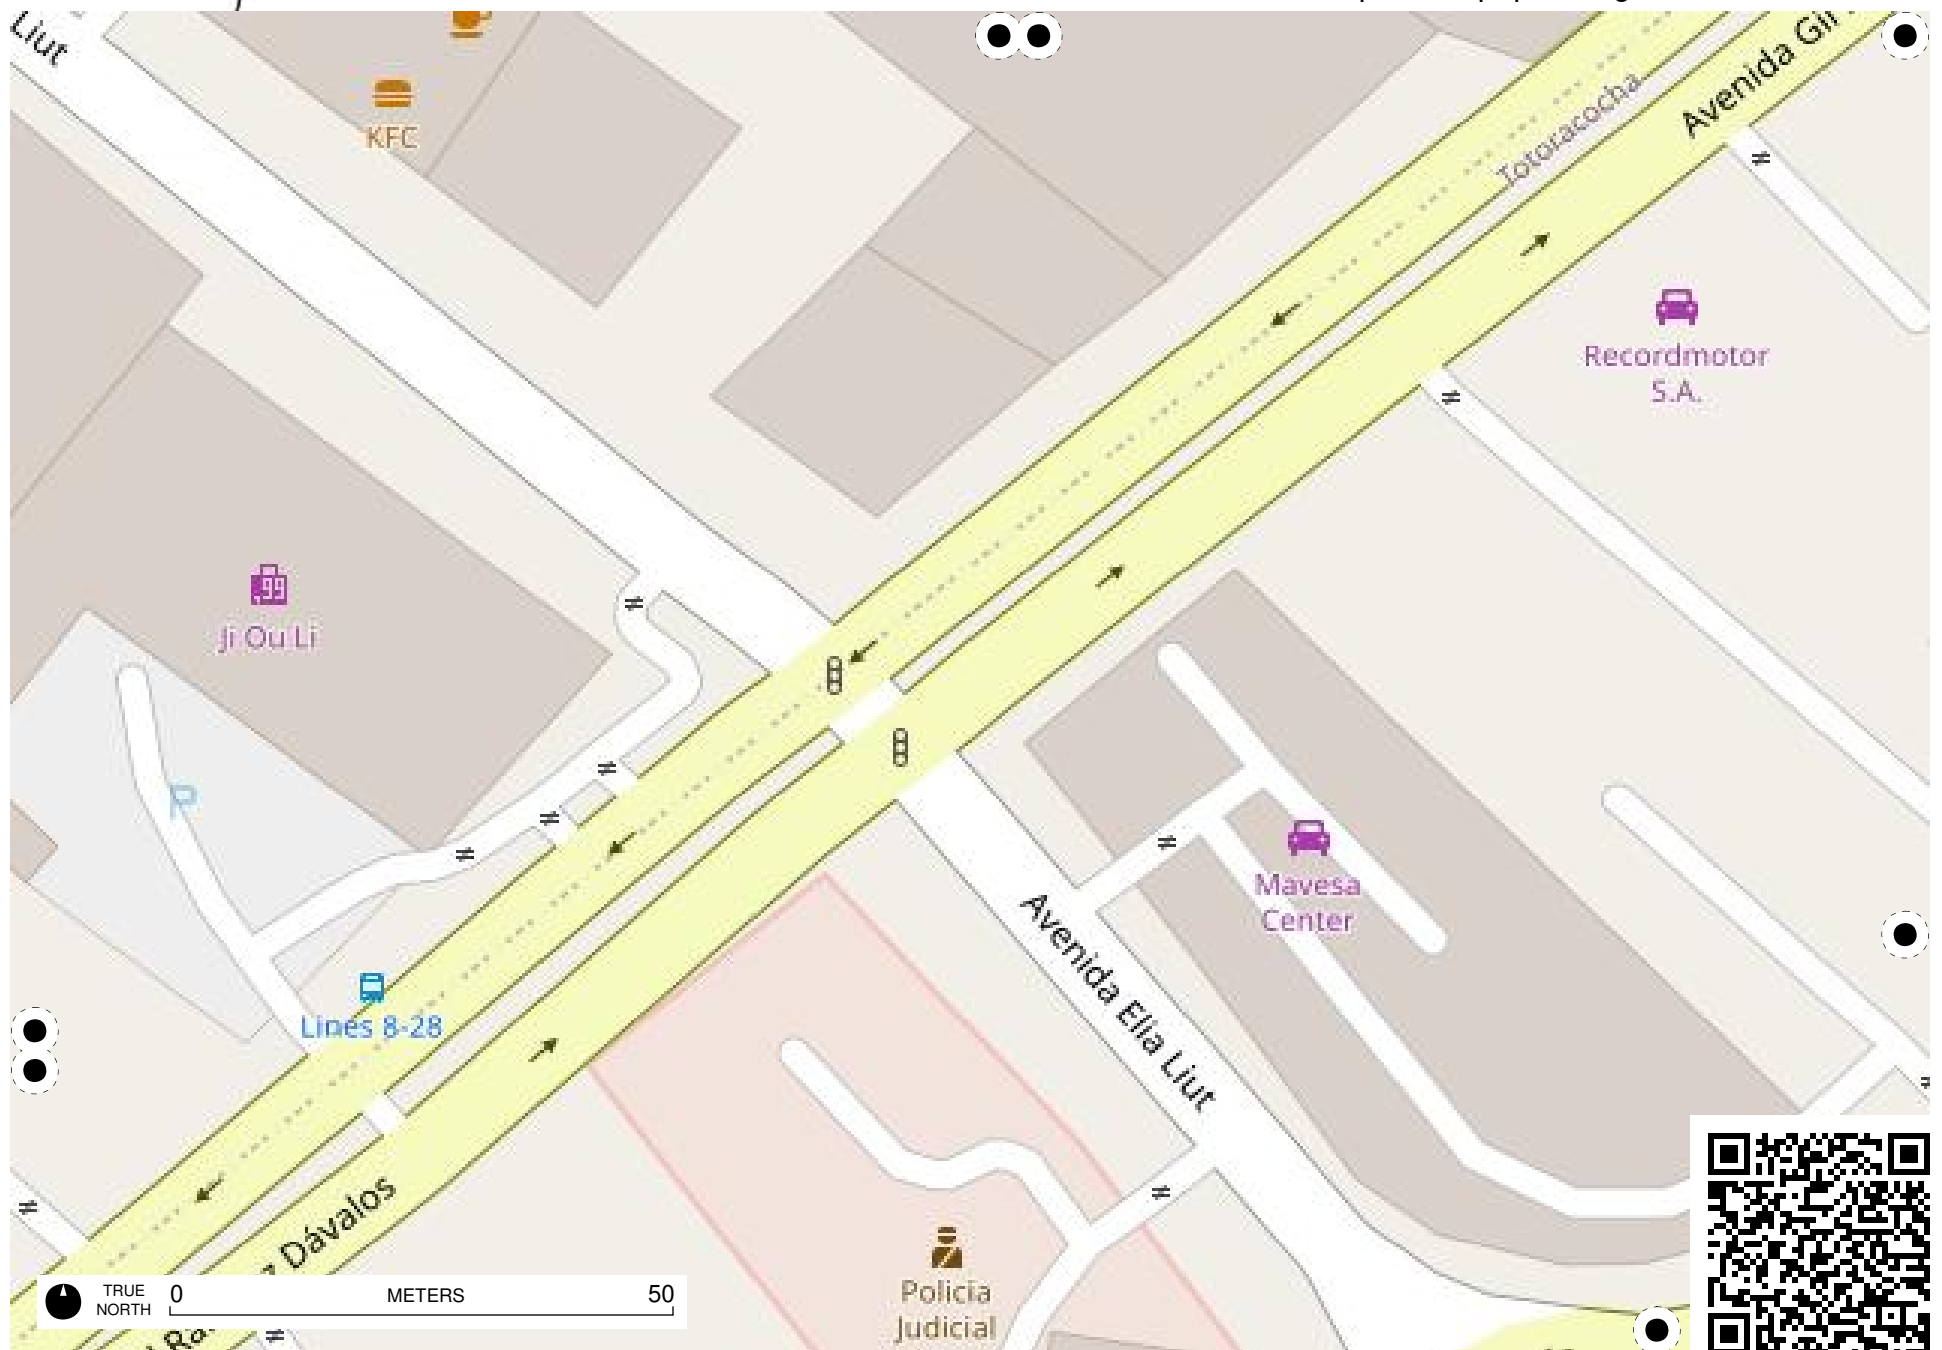 Liut
KFC
Avenida Gir
Totoracocha
Recordmotor
S.A.
Ji Ou Li
P
Mavesa
Center
Avenida Elia Liut
Lines 8-28
Dávalos
Policia
Judicial
TRUE
NORTH
0 METERS 50